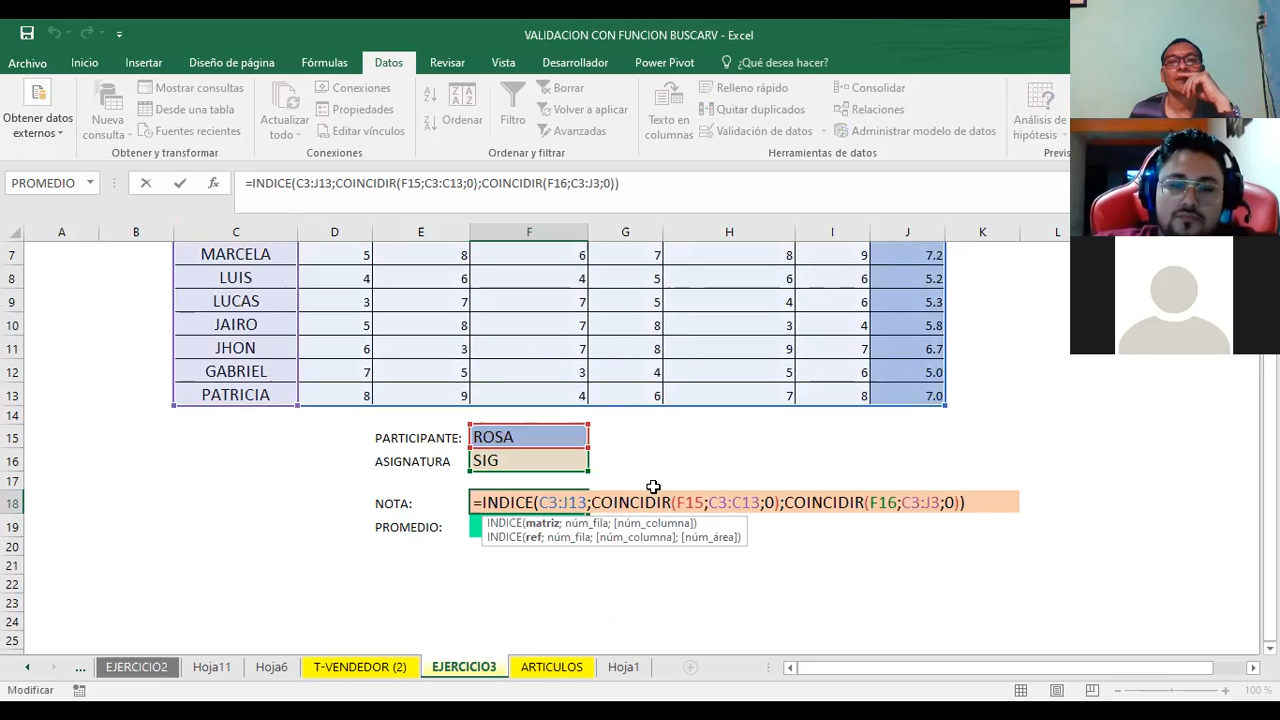 VALIDACION CON FUNCION BUSCARV - Excel
Archivo Inicio Insertar Diseño de página Fórmulas Datos Revisar Vista Desarrollador Power Pivot ¿Qué desea hacer?
Obtener datos externos
Nueva consulta
Mostrar consultas
Desde una tabla
Fuentes recientes
Obtener y transformar
Actualizar todo
Conexiones
Propiedades
Editar vínculos
Conexiones
Ordenar
Filtro
Borrar
Volver a aplicar
Avanzadas
Ordenar y filtrar
Texto en columnas
Relleno rápido
Quitar duplicados
Validación de datos
Consolidar
Relaciones
Administrar modelo de datos
Herramientas de datos
Análisis de hipótesis
Previs
PROMEDIO fx =INDICE(C3:J13;COINCIDIR(F15;C3:C13;0);COINCIDIR(F16;C3:J3;0))
A B C D E F G H I J K L
7 MARCELA 5 8 6 7 8 9 7.2
8 LUIS 4 6 4 5 6 6 5.2
9 LUCAS 3 7 7 5 4 6 5.3
10 JAIRO 5 8 7 8 3 4 5.8
11 JHON 6 3 7 8 9 7 6.7
12 GABRIEL 7 5 3 4 5 6 5.0
13 PATRICIA 8 9 4 6 7 8 7.0
14
15 PARTICIPANTE: ROSA
16 ASIGNATURA SIG
17
18 NOTA: =INDICE(C3:J13;COINCIDIR(F15;C3:C13;0);COINCIDIR(F16;C3:J3;0))
INDICE(matriz; núm_fila; [núm_columna])
19 PROMEDIO:
INDICE(ref; núm_fila; [núm_columna]; [núm_área])
20
21
22
23
24
25
... EJERCICIO2 Hoja11 Hoja6 T-VENDEDOR (2) EJERCICIO3 ARTICULOS Hoja1
Modificar 100 %